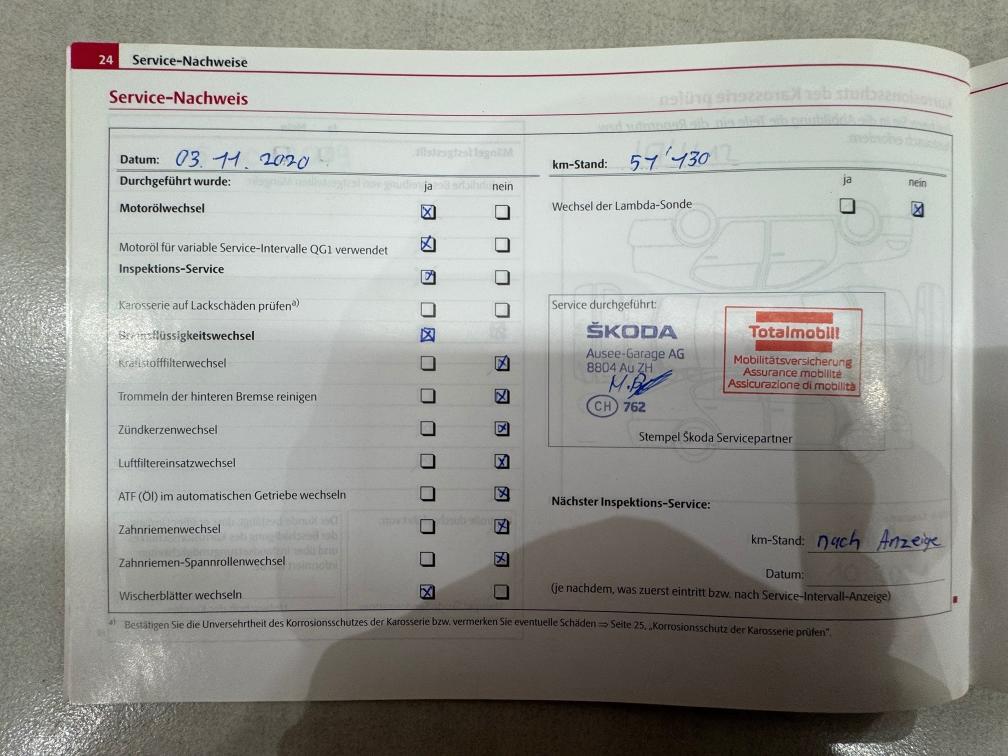 24 Service-Nachweise
Service-Nachweis
Datum: 03. 11. 2020
km-Stand: 51'130
Durchgeführt wurde: ja nein
ja nein
Motorölwechsel
Wechsel der Lambda-Sonde
Motoröl für variable Service-Intervalle QG1 verwendet
Inspektions-Service
Karosserie auf Lackschäden prüfen a)
Bremsflüssigkeitswechsel
Kraftstofffilterwechsel
Trommeln der hinteren Bremse reinigen
Zündkerzenwechsel
Luftfiltereinsatzwechsel
ATF (Öl) im automatischen Getriebe wechseln
Zahnriemenwechsel
Zahnriemen-Spannrollenwechsel
Wischerblätter wechseln
Service durchgeführt:
ŠKODA
Ausee-Garage AG
8804 Au ZH
CH 762
Totalmobil!
Mobilitätsversicherung
Assurance mobilité
Assicurazione di mobilità
Stempel Škoda Servicepartner
Nächster Inspektions-Service:
km-Stand: nach Anzeige
Datum:
(je nachdem, was zuerst eintritt bzw. nach Service-Intervall-Anzeige)
a) Bestätigen Sie die Unversehrtheit des Korrosionsschutzes der Karosserie bzw. vermerken Sie eventuelle Schäden ⇒ Seite 25, „Korrosionsschutz der Karosserie prüfen".